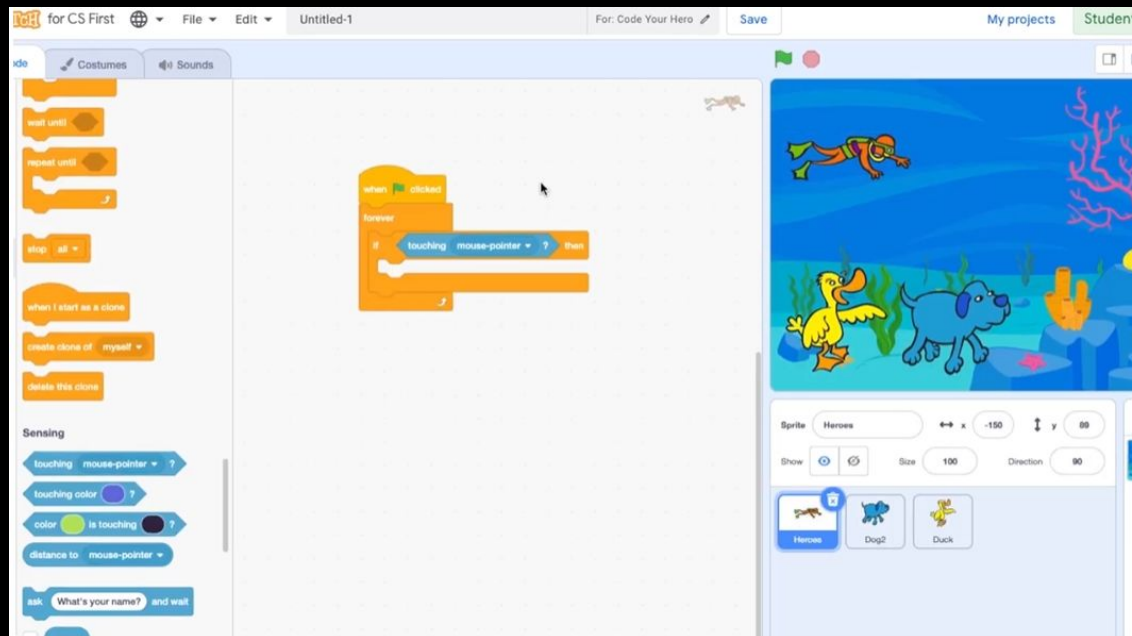 TCH for CS First File Edit Untitled-1 For: Code Your Hero Save My projects Student
de Costumes Sounds
wait until
repeat until
stop all
when I start as a clone
create clone of myself
delete this clone
Sensing
touching mouse-pointer ?
touching color ?
color is touching ?
distance to mouse-pointer
ask What's your name? and wait
when clicked
forever
if touching mouse-pointer ? then
Sprite Heroes x -150 y 89
Show Size 100 Direction 90
Heroes Dog2 Duck